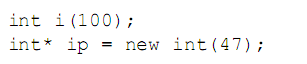 int i(100);
int* ip = new int(47);